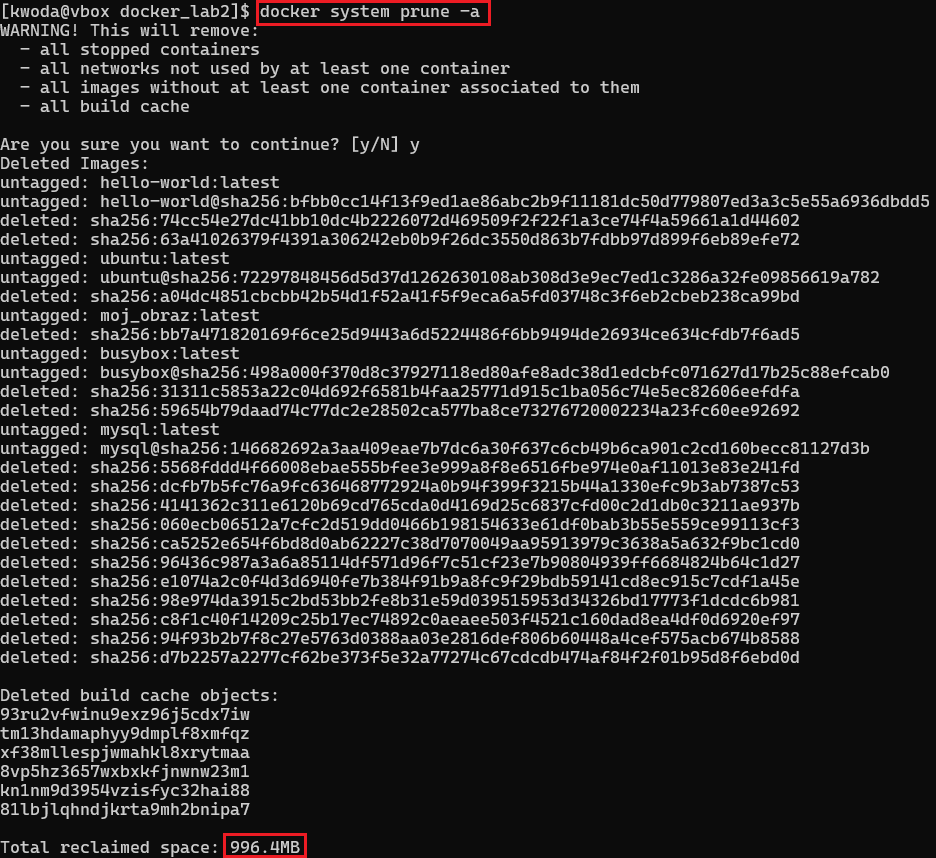 [kwoda@vbox docker_lab2]$ docker system prune -a
WARNING! This will remove:
  - all stopped containers
  - all networks not used by at least one container
  - all images without at least one container associated to them
  - all build cache

Are you sure you want to continue? [y/N] y
Deleted Images:
untagged: hello-world:latest
untagged: hello-world@sha256:bfbb0cc14f13f9ed1ae86abc2b9f11181dc50d779807ed3a3c5e55a6936dbdd5
deleted: sha256:74cc54e27dc41bb10dc4b2226072d469509f2f22f1a3ce74f4a59661a1d44602
deleted: sha256:63a41026379f4391a306242eb0b9f26dc3550d863b7fdbb97d899f6eb89efe72
untagged: ubuntu:latest
untagged: ubuntu@sha256:72297848456d5d37d1262630108ab308d3e9ec7ed1c3286a32fe09856619a782
deleted: sha256:a04dc4851cbcbb42b54d1f52a41f5f9eca6a5fd03748c3f6eb2cbeb238ca99bd
untagged: moj_obraz:latest
deleted: sha256:bb7a471820169f6ce25d9443a6d5224486f6bb9494de26934ce634cfdb7f6ad5
untagged: busybox:latest
untagged: busybox@sha256:498a000f370d8c37927118ed80afe8adc38d1edcbfc071627d17b25c88efcab0
deleted: sha256:31311c5853a22c04d692f6581b4faa25771d915c1ba056c74e5ec82606eefdfa
deleted: sha256:59654b79daad74c77dc2e28502ca577ba8ce73276720002234a23fc60ee92692
untagged: mysql:latest
untagged: mysql@sha256:146682692a3aa409eae7b7dc6a30f637c6cb49b6ca901c2cd160becc81127d3b
deleted: sha256:5568fddd4f66008ebae555bfee3e999a8f8e6516fbe974e0af11013e83e241fd
deleted: sha256:dcfb7b5fc76a9fc636468772924a0b94f399f3215b44a1330efc9b3ab7387c53
deleted: sha256:4141362c311e6120b69cd765cda0d4169d25c6837cfd00c2d1db0c3211ae937b
deleted: sha256:060ecb06512a7cfc2d519dd0466b198154633e61df0bab3b55e559ce99113cf3
deleted: sha256:ca5252e654f6bd8d0ab62227c38d7070049aa95913979c3638a5a632f9bc1cd0
deleted: sha256:96436c987a3a6a85114df571d96f7c51cf23e7b90804939ff6684824b64c1d27
deleted: sha256:e1074a2c0f4d3d6940fe7b384f91b9a8fc9f29bdb59141cd8ec915c7cdf1a45e
deleted: sha256:98e974da3915c2bd53bb2fe8b31e59d039515953d34326bd17773f1dcdc6b981
deleted: sha256:c8f1c40f14209c25b17ec74892c0aeaee503f4521c160dad8ea4df0d6920ef97
deleted: sha256:94f93b2b7f8c27e5763d0388aa03e2816def806b60448a4cef575acb674b8588
deleted: sha256:d7b2257a2277cf62be373f5e32a77274c67cdcdb474af84f2f01b95d8f6ebd0d

Deleted build cache objects:
93ru2vfwinu9exz96j5cdx7iw
tm13hdamaphyy9dmplf8xmfqz
xf38mllespjwmahkl8xrytmaa
8vp5hz3657wxbxkfjnwnw23m1
kn1nm9d3954vzisfyc32hai88
81lbjlqhndjkrta9mh2bnipa7

Total reclaimed space: 996.4MB